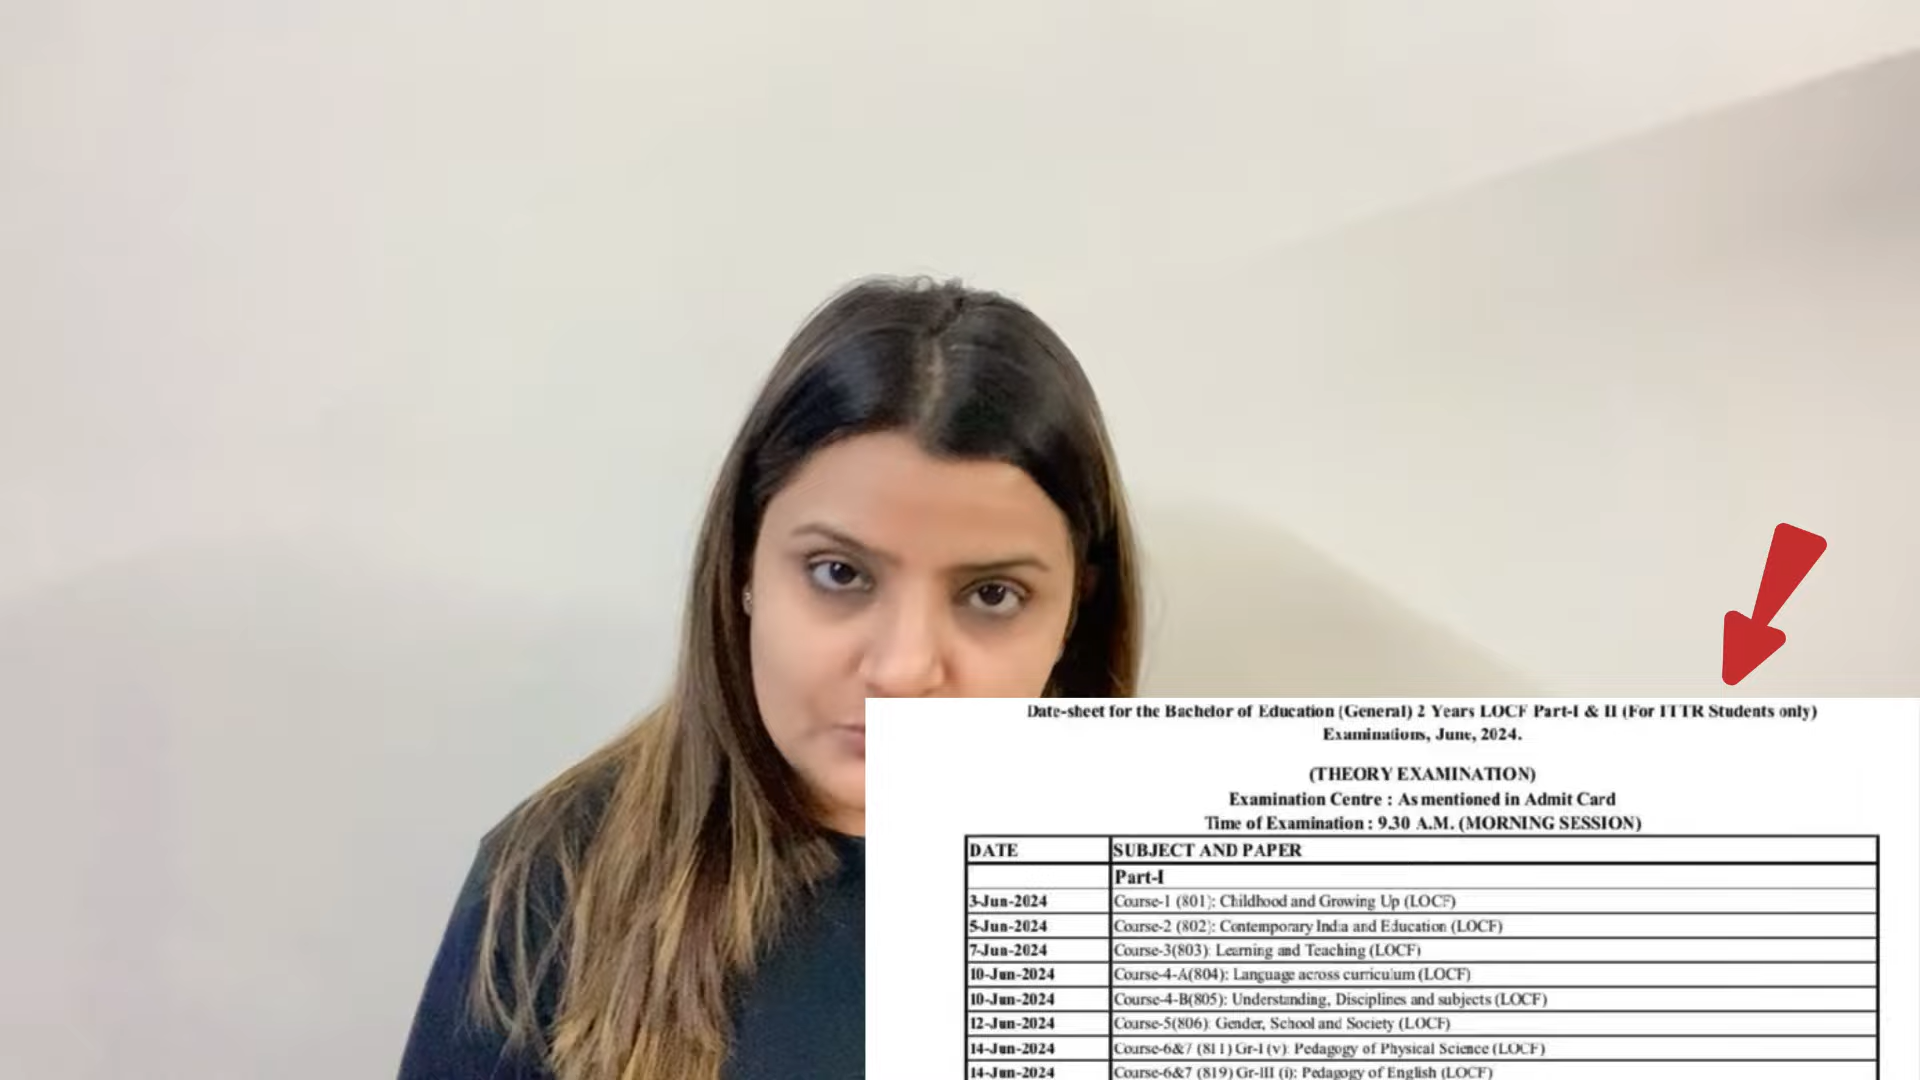 Date-sheet for the Bachelor of Education (General) 2 Years LOCF Part-I & II (For ITTR Students only)
Examinations, June, 2024.
(THEORY EXAMINATION)
Examination Centre : As mentioned in Admit Card
Time of Examination : 9.30 A.M. (MORNING SESSION)
DATE SUBJECT AND PAPER
Part-I
3-Jun-2024 Course-1 (801): Childhood and Growing Up (LOCF)
5-Jun-2024 Course-2 (802): Contemporary India and Education (LOCF)
7-Jun-2024 Course-3(803): Learning and Teaching (LOCF)
10-Jun-2024 Course-4-A(804): Language across curriculum (LOCF)
10-Jun-2024 Course-4-B(805): Understanding, Disciplines and subjects (LOCF)
12-Jun-2024 Course-5(806): Gender, School and Society (LOCF)
14-Jun-2024 Course-6&7 (811) Gr-I (v): Pedagogy of Physical Science (LOCF)
14-Jun-2024 Course-6&7 (819) Gr-III (i): Pedagogy of English (LOCF)